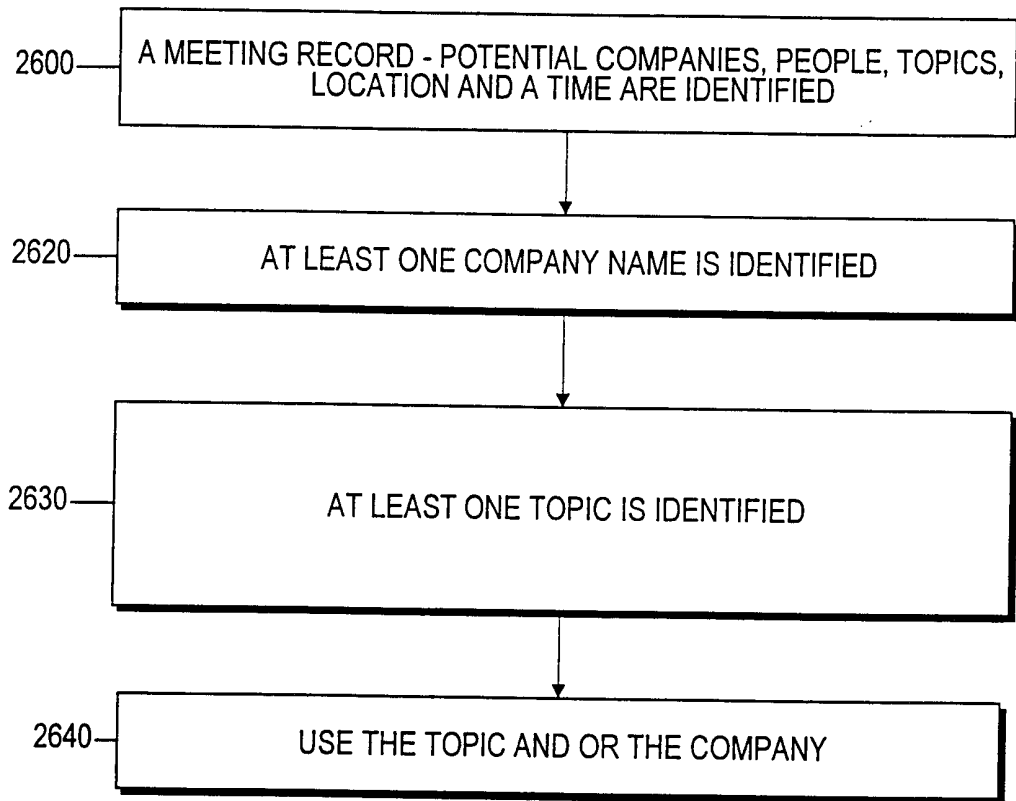 2600
A MEETING RECORD - POTENTIAL COMPANIES, PEOPLE, TOPICS,
LOCATION AND A TIME ARE IDENTIFIED
2620
AT LEAST ONE COMPANY NAME IS IDENTIFIED
2630
AT LEAST ONE TOPIC IS IDENTIFIED
2640
USE THE TOPIC AND OR THE COMPANY